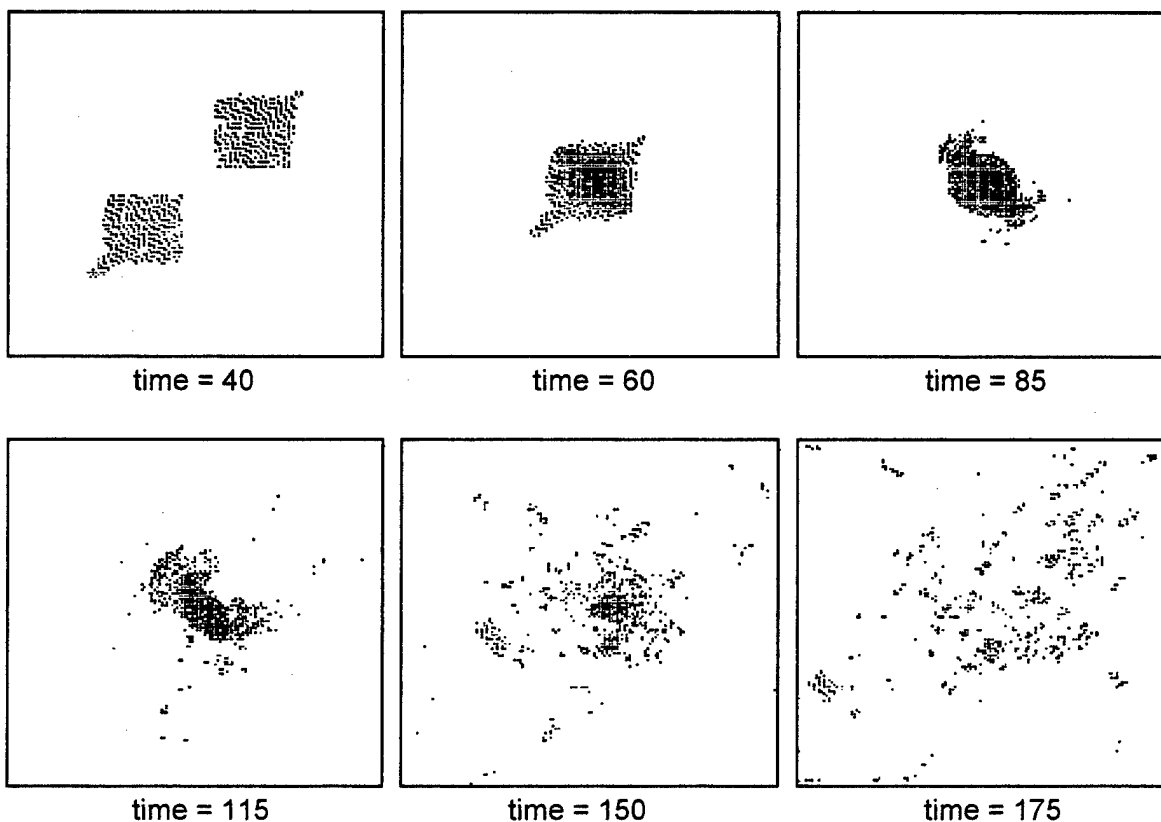 time = 40
time = 60
time = 85
time = 115
time = 150
time = 175